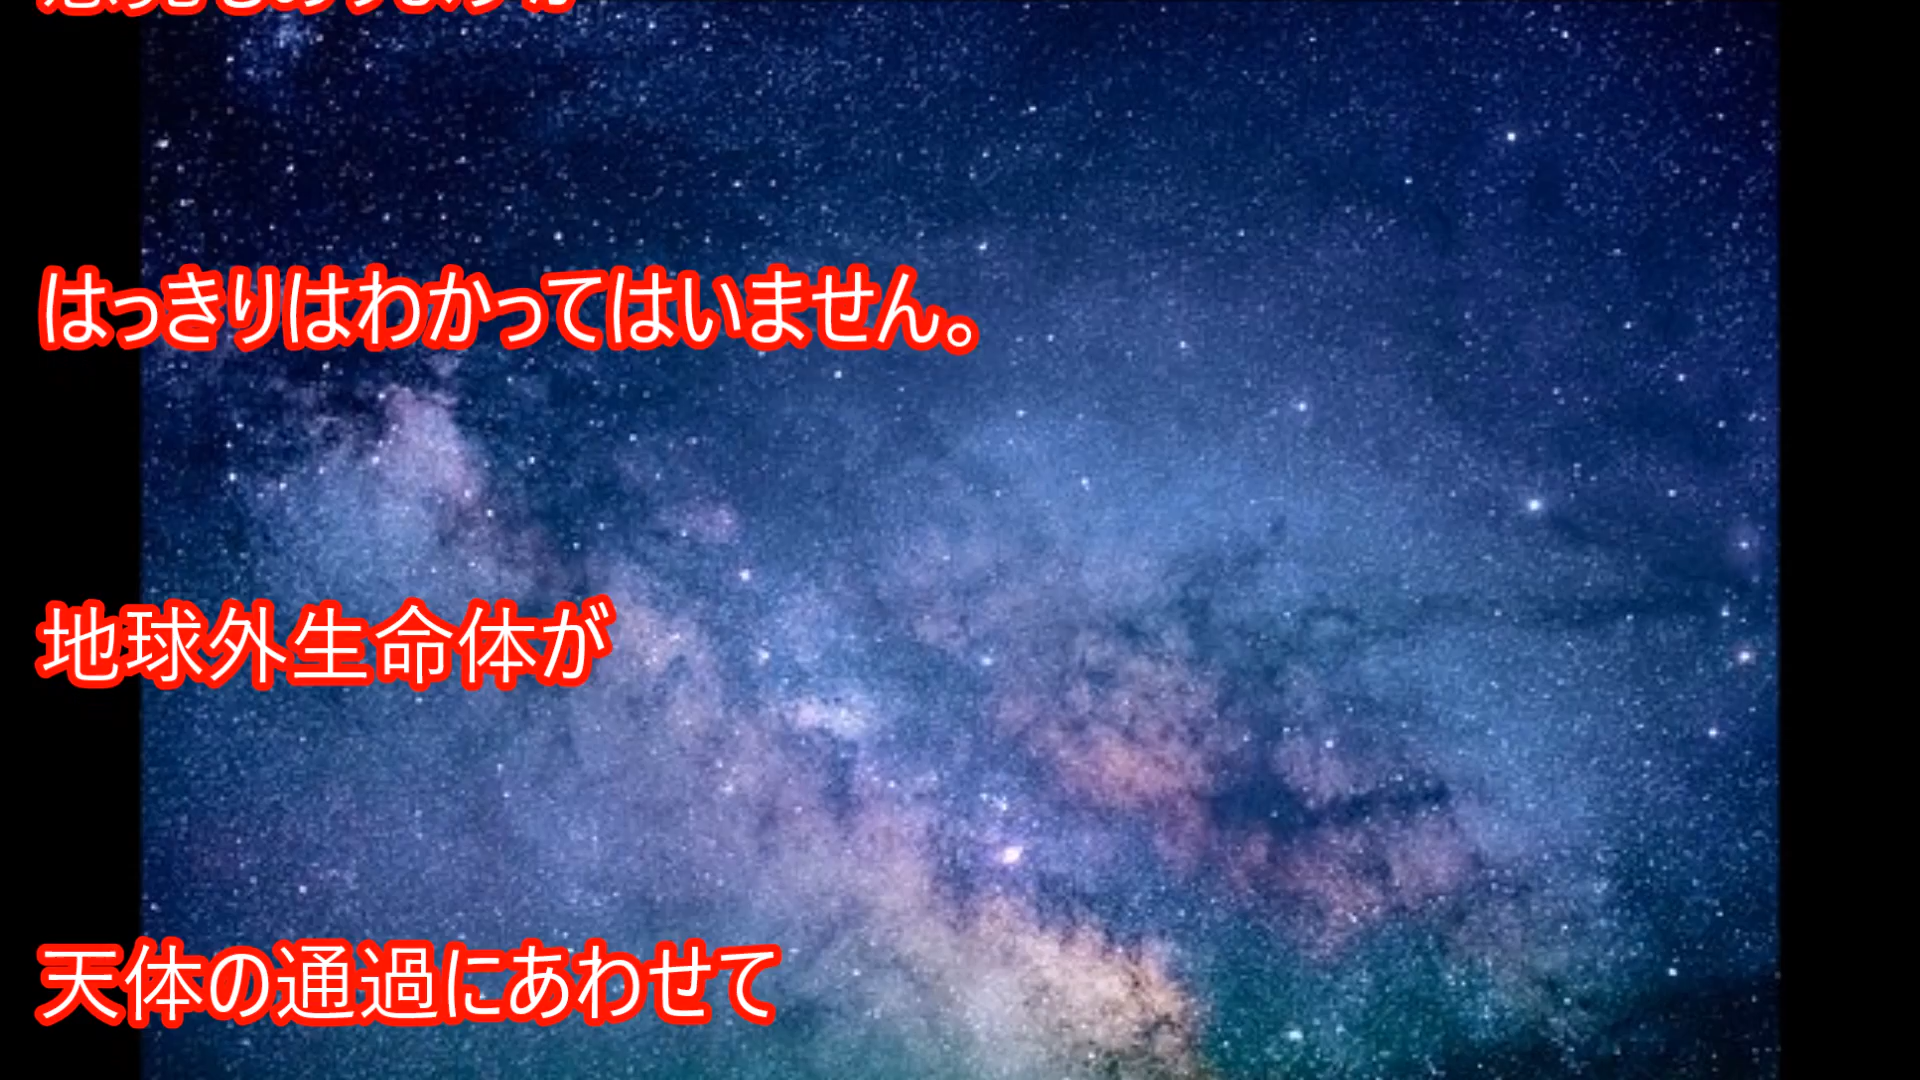 はっきりはわかってはいません。
地球外生命体が
天体の通過にあわせて